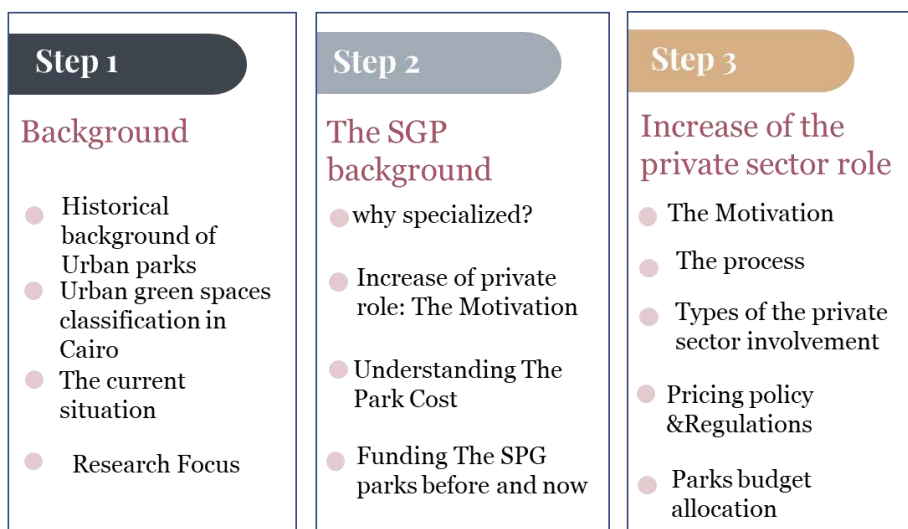 Step 1
Background
Historical
background of
Urban parks
Urban green spaces
classification in
Cairo
The current
situation
Research Focus
Step 2
The SGP
background
why specialized?
Increase of private
role: The Motivation
Understanding The
Park Cost
Funding The SPG
parks before and now
Step 3
Increase of the
private sector role
The Motivation
The process
Types of the private
sector involvement
Pricing policy
&Regulations
Parks budget
allocation